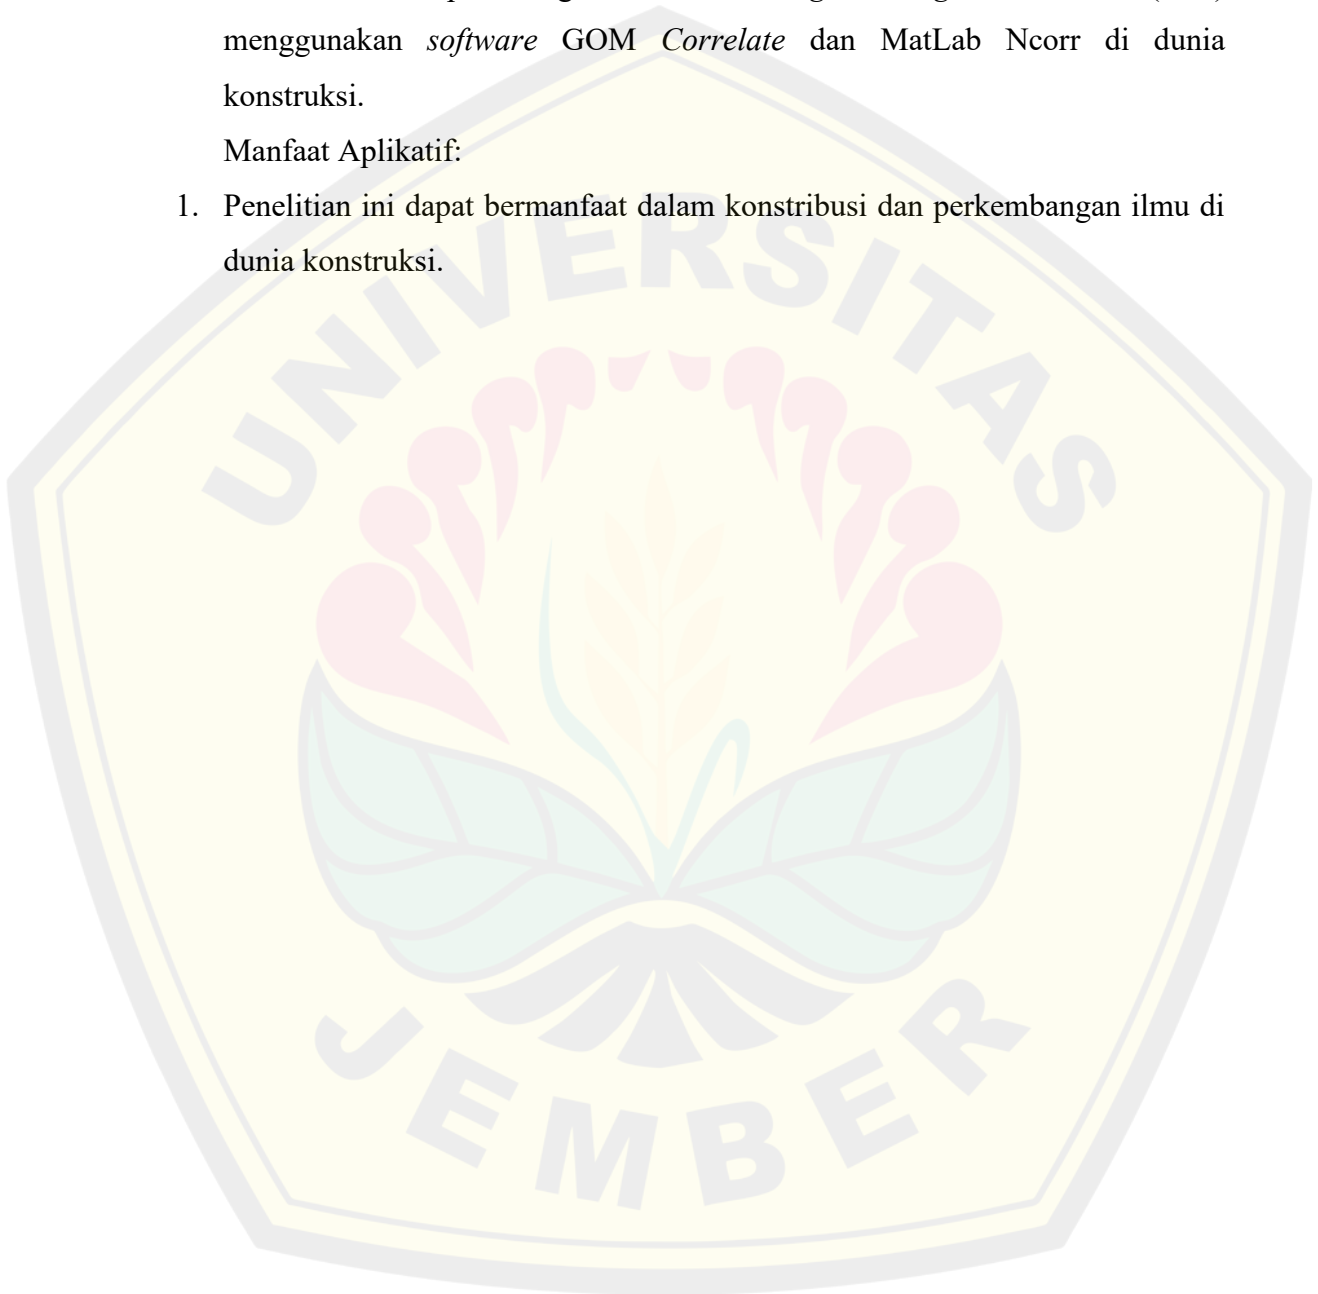 menggunakan software GOM Correlate dan MatLab Ncorr di dunia
konstruksi.
Manfaat Aplikatif:
1. Penelitian ini dapat bermanfaat dalam konstribusi dan perkembangan ilmu di
dunia konstruksi.
UNIVERSITAS
JEMBER